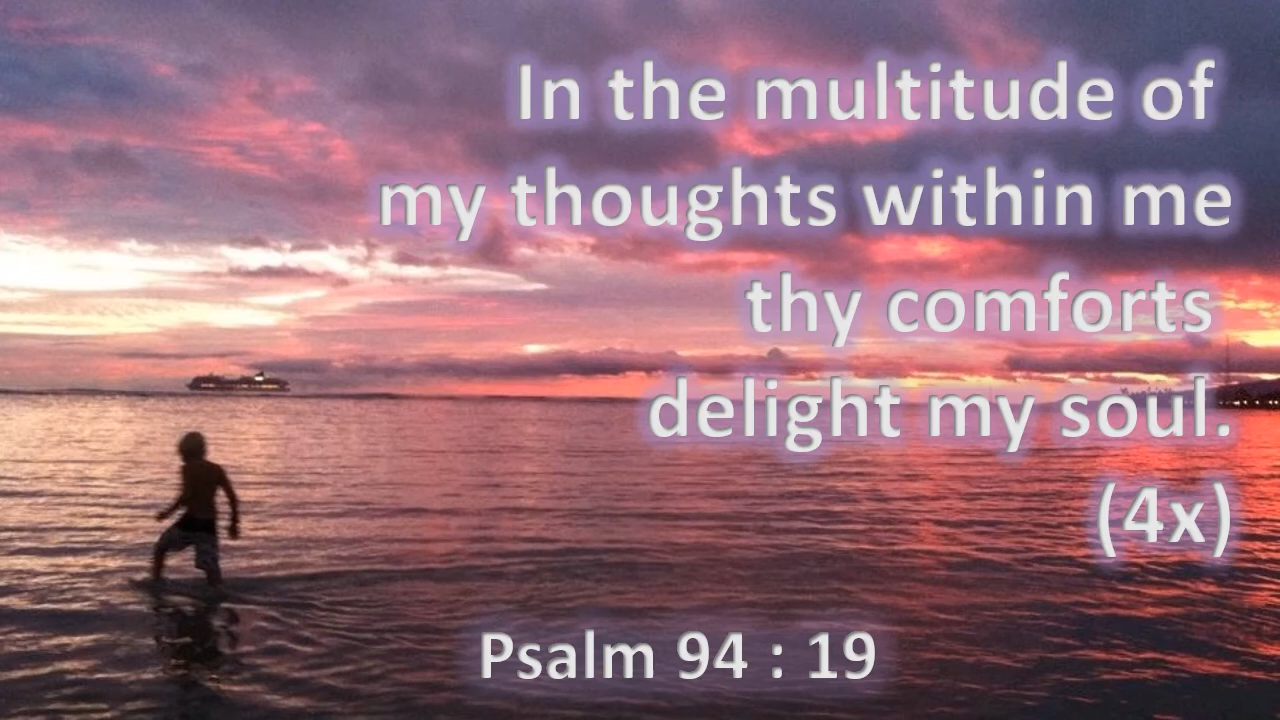 In the multitude of
my thoughts within me
thy comforts
delight my soul.
(4x)
Psalm 94 : 19